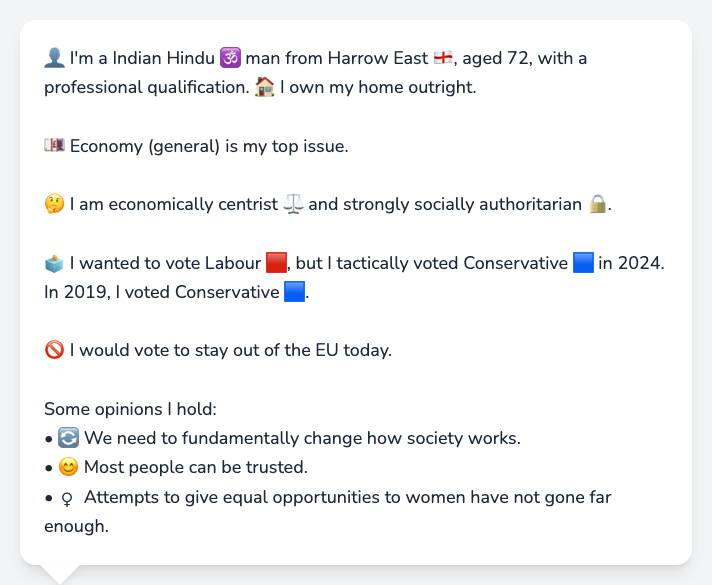 👤 I'm a Indian Hindu 🕉️ man from Harrow East 🏴󠁧󠁢󠁥󠁮󠁧󠁿, aged 72, with a
professional qualification. 🏠 I own my home outright.
💷 Economy (general) is my top issue.
🤔 I am economically centrist ⚖️ and strongly socially authoritarian 🔒.
🗳️ I wanted to vote Labour 🟥, but I tactically voted Conservative 🟦 in 2024.
In 2019, I voted Conservative 🟦.
🚫 I would vote to stay out of the EU today.
Some opinions I hold:
• 🔄 We need to fundamentally change how society works.
• 😊 Most people can be trusted.
• ♀ Attempts to give equal opportunities to women have not gone far
enough.